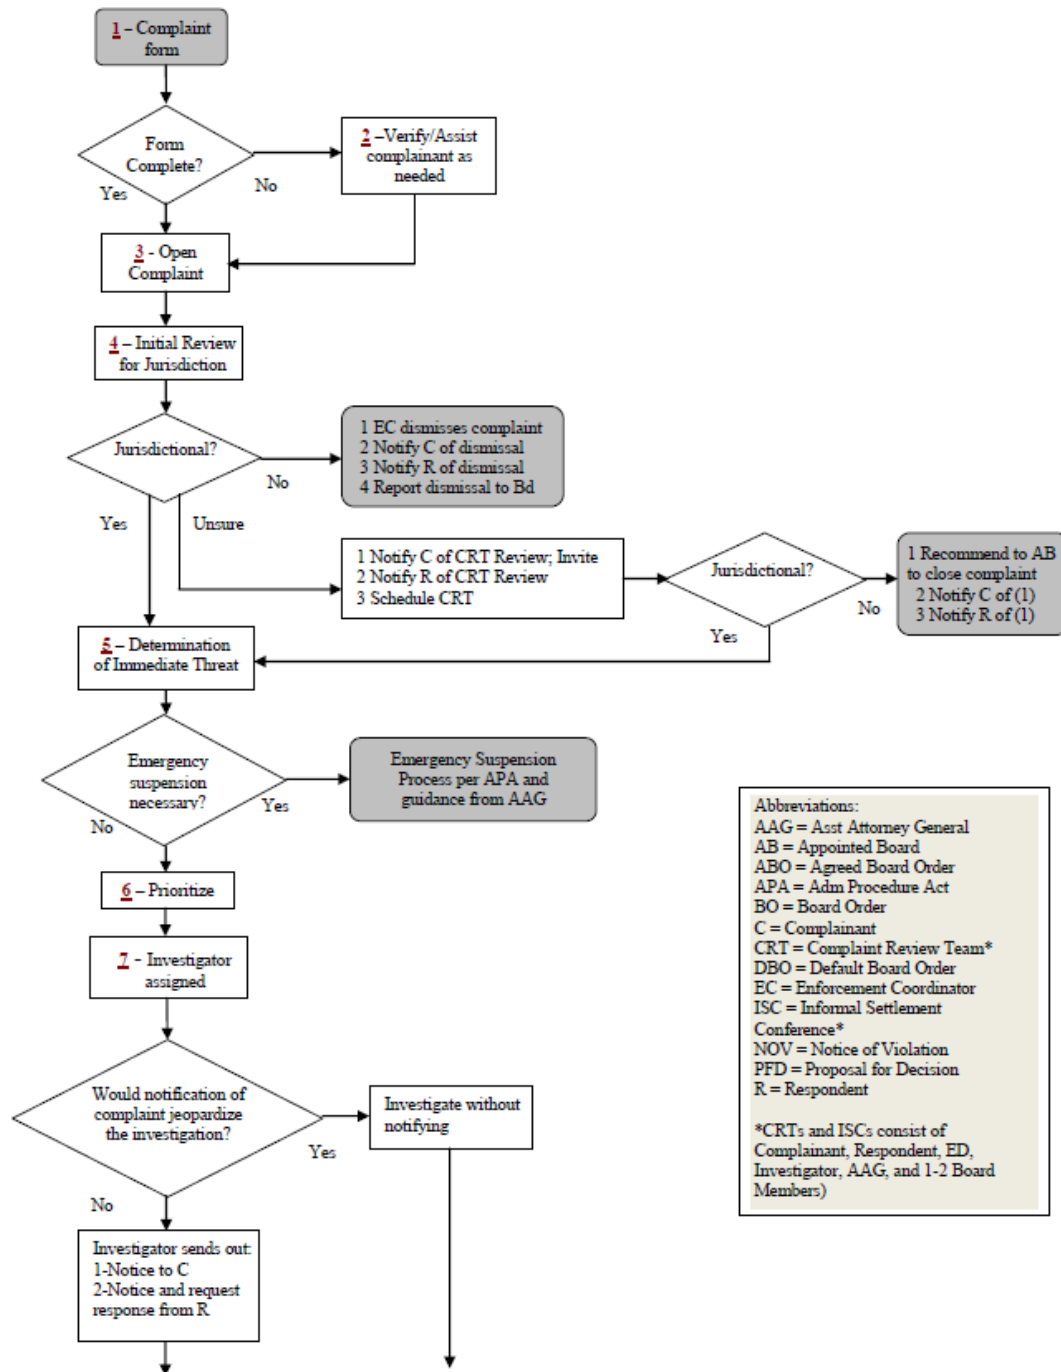 1 – Complaint
form
Form
Complete?
Yes
No
2 –Verify/Assist
complainant as
needed
3 - Open
Complaint
4 – Initial Review
for Jurisdiction
Jurisdictional?
No
1 EC dismisses complaint
2 Notify C of dismissal
3 Notify R of dismissal
4 Report dismissal to Bd
Yes
Unsure
1 Notify C of CRT Review; Invite
2 Notify R of CRT Review
3 Schedule CRT
Jurisdictional?
No
Yes
1 Recommend to AB
to close complaint
2 Notify C of (1)
3 Notify R of (1)
5 – Determination
of Immediate Threat
Emergency
suspension
necessary?
Yes
No
Emergency Suspension
Process per APA and
guidance from AAG
6 – Prioritize
7 - Investigator
assigned
Would notification of
complaint jeopardize
the investigation?
Yes
No
Investigate without
notifying
Investigator sends out:
1-Notice to C
2-Notice and request
response from R
Abbreviations:
AAG = Asst Attorney General
AB = Appointed Board
ABO = Agreed Board Order
APA = Adm Procedure Act
BO = Board Order
C = Complainant
CRT = Complaint Review Team*
DBO = Default Board Order
EC = Enforcement Coordinator
ISC = Informal Settlement
Conference*
NOV = Notice of Violation
PFD = Proposal for Decision
R = Respondent
*CRTs and ISCs consist of
Complainant, Respondent, ED,
Investigator, AAG, and 1-2 Board
Members)